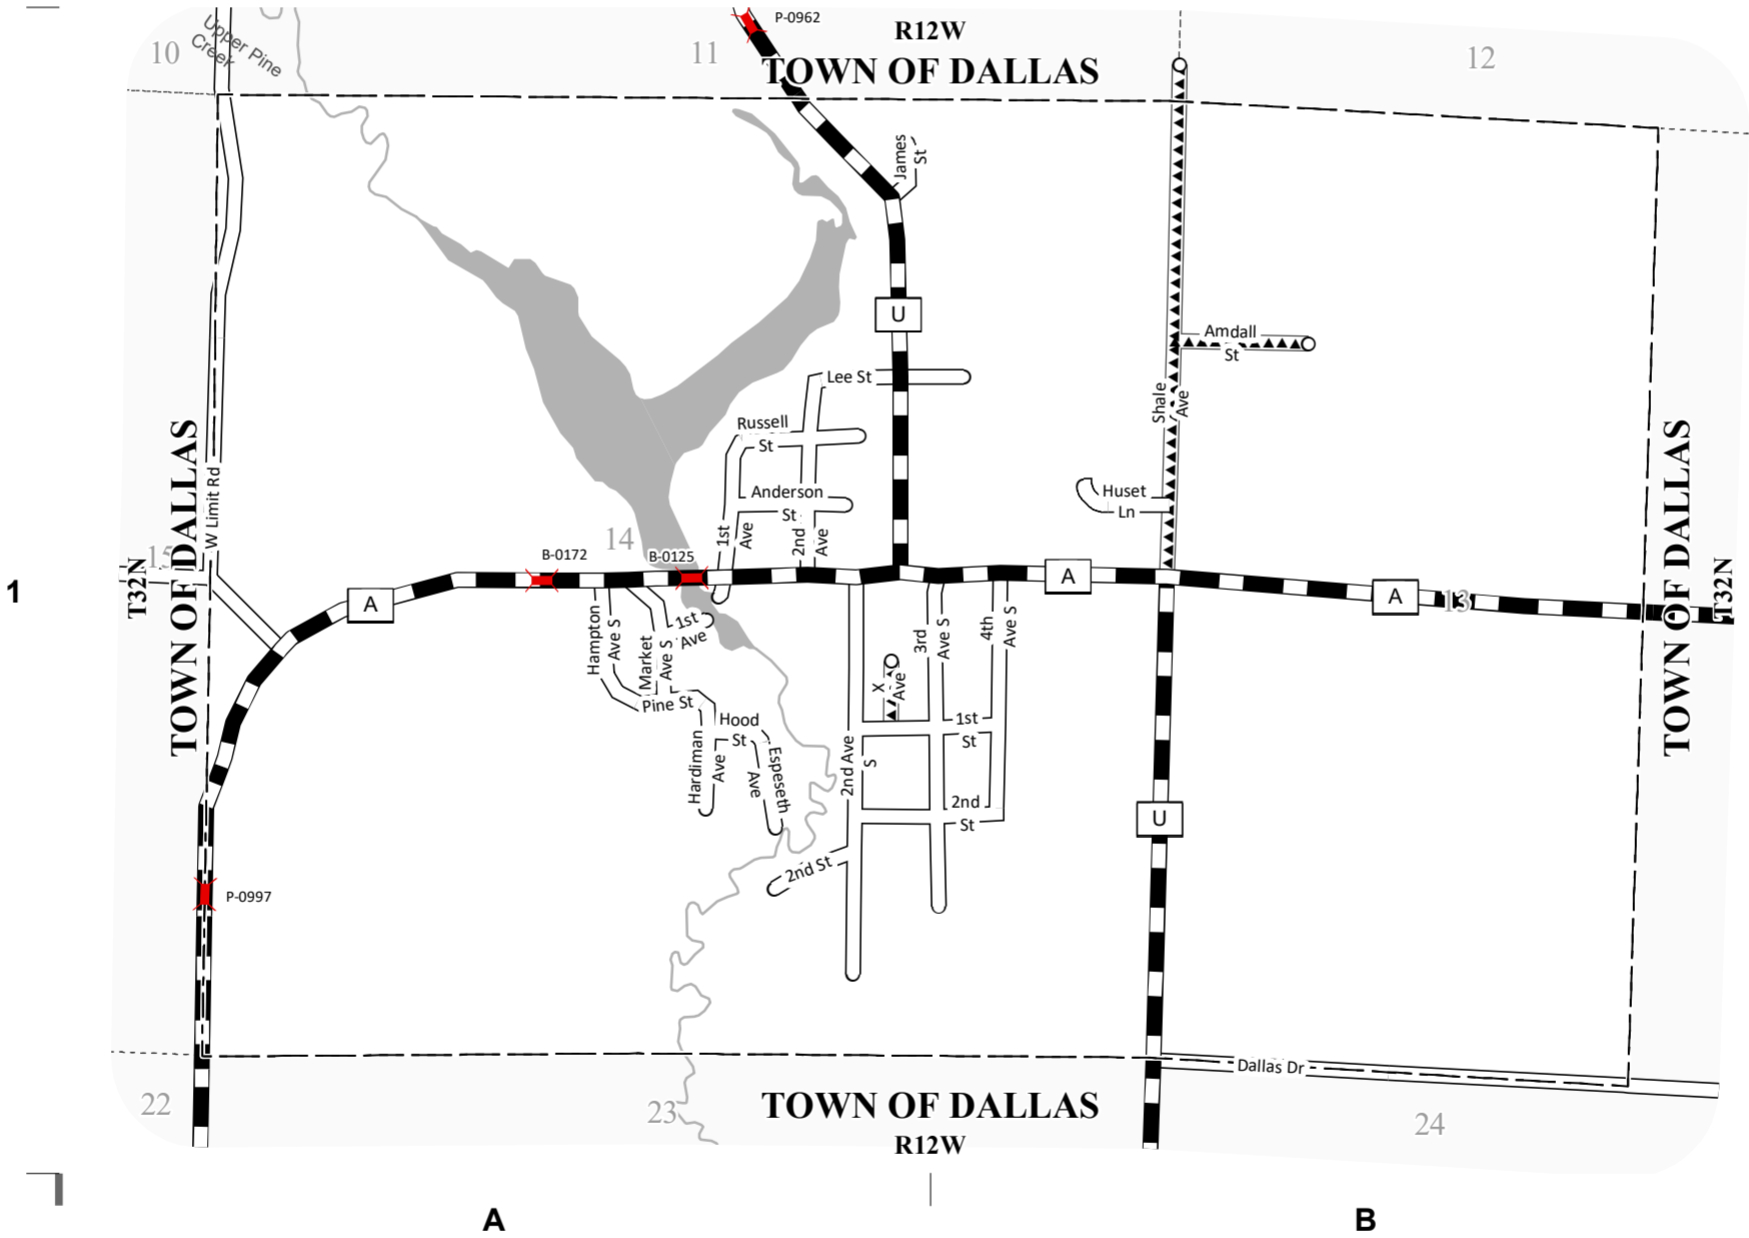 P-0962
R12W
Upper Pine
Creek
10
11
12
TOWN OF DALLAS
James
St
U
Amdall
St
Lee St
Shale
Ave
Russell
St
TOWN OF DALLAS
W Limit Rd
TOWN OF DALLAS
Anderson
St
Huset
Ln
1st
Ave
2nd
Ave
14
15
B-0172
B-0125
T32N
T32N
1
A
A
A
13
Hampton
Ave S
Market
Ave S
1st
Ave
3rd
Ave S
4th
Ave S
X
Ave
Pine St
Hood
St
1st
St
Hardiman
Ave
Espeseth
Ave
2nd Ave
S
2nd
St
U
2nd St
P-0997
Dallas Dr
22
23
TOWN OF DALLAS
24
R12W
A
B